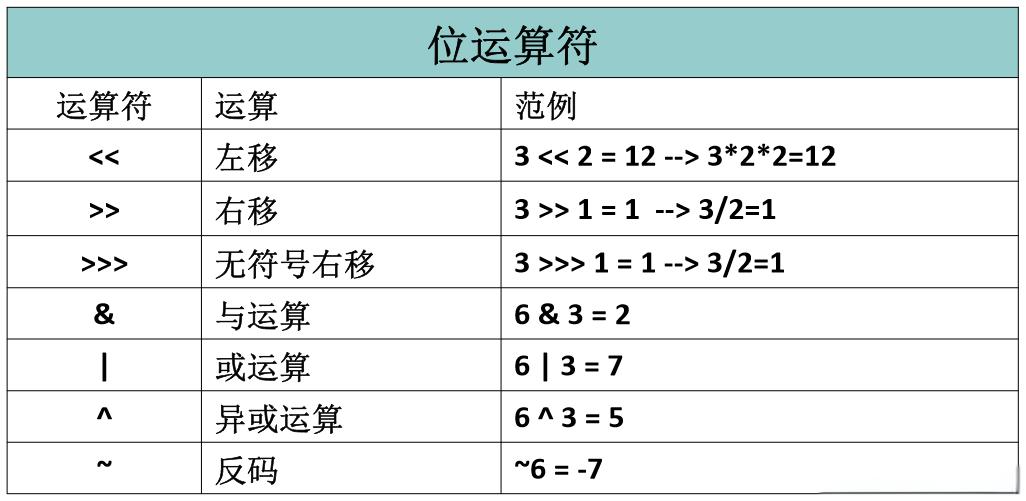 位运算符
运算符 运算 范例
<< 左移 3 << 2 = 12 --> 3*2*2=12
>> 右移 3 >> 1 = 1 --> 3/2=1
>>> 无符号右移 3 >>> 1 = 1 --> 3/2=1
& 与运算 6 & 3 = 2
| 或运算 6 | 3 = 7
^ 异或运算 6 ^ 3 = 5
~ 反码 ~6 = -7